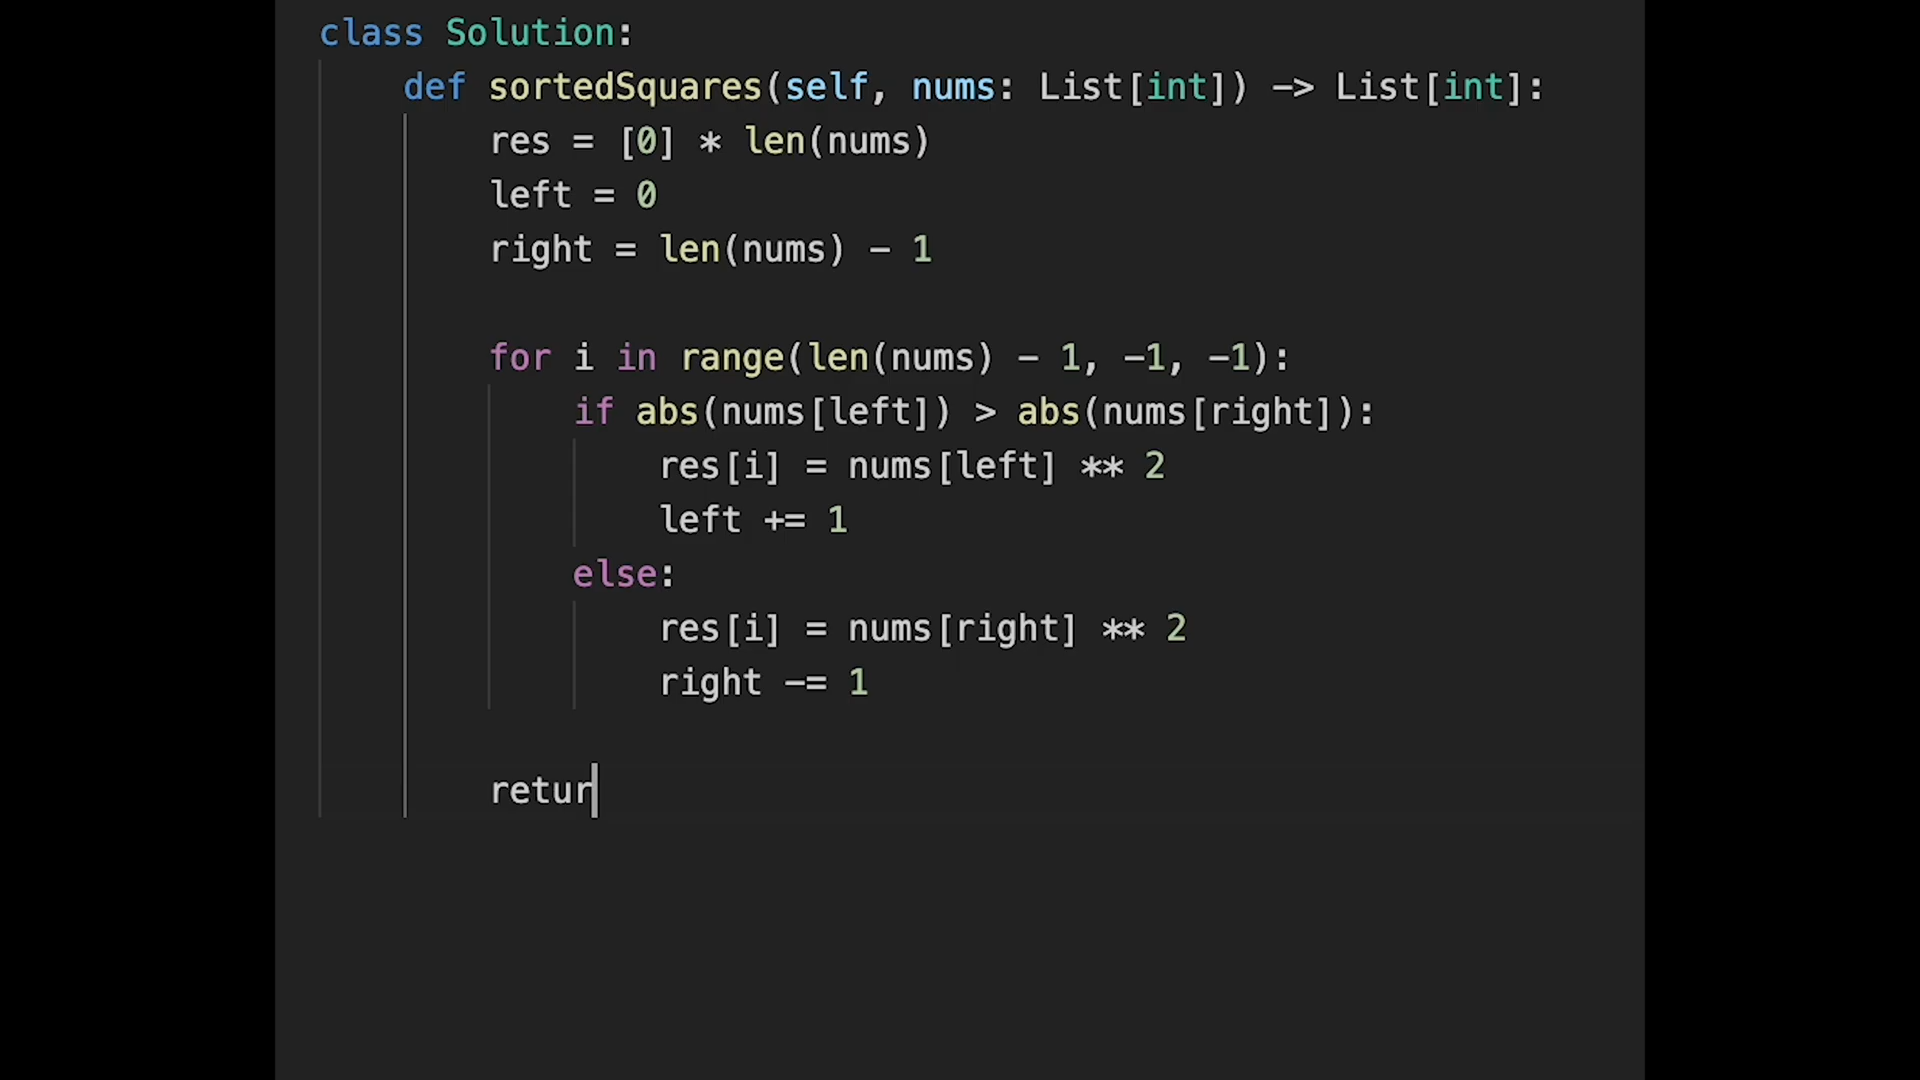 class Solution:
def sortedSquares(self, nums: List[int]) -> List[int]:
res = [0] * len(nums)
left = 0
right = len(nums) - 1
for i in range(len(nums) - 1, -1, -1):
if abs(nums[left]) > abs(nums[right]):
res[i] = nums[left] ** 2
left += 1
else:
res[i] = nums[right] ** 2
right -= 1
retur